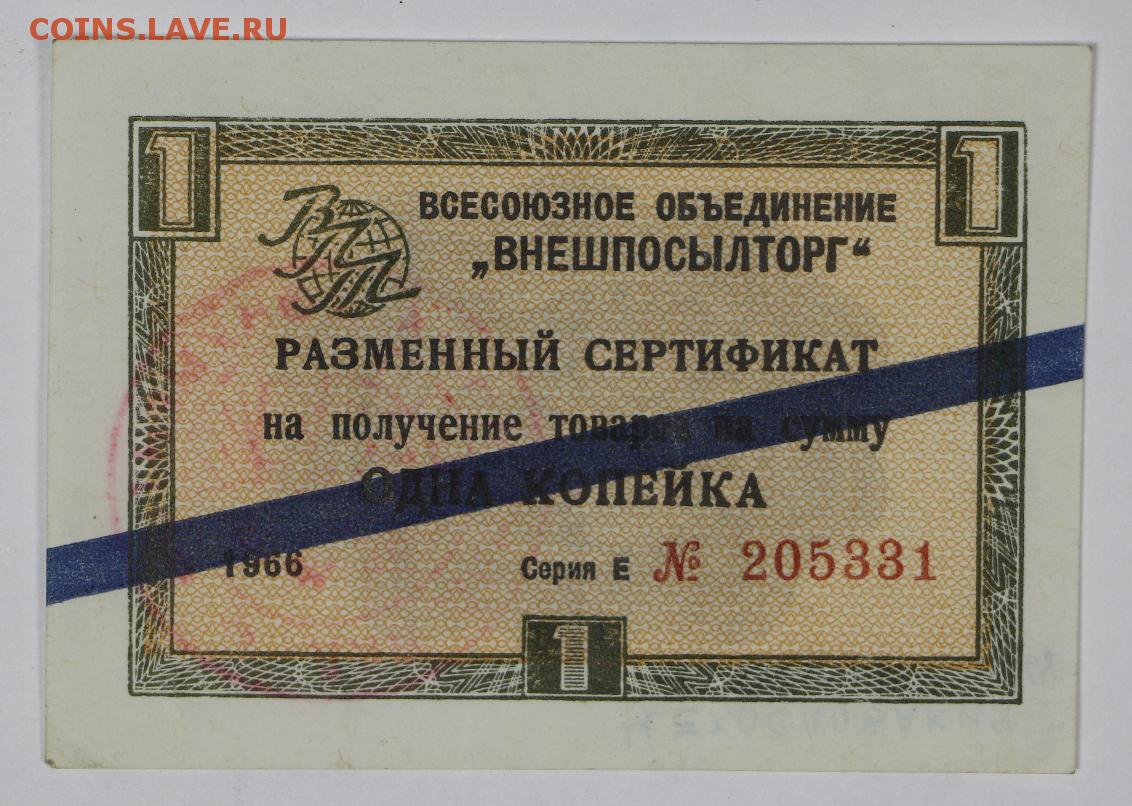 COINS.LAVE.RU
1 1
ВПТ
ВСЕСОЮЗНОЕ ОБЪЕДИНЕНИЕ
„ВНЕШПОСЫЛТОРГ“
РАЗМЕННЫЙ СЕРТИФИКАТ
на получение товаров на сумму
ОДНА КОПЕЙКА
1966 Серия Е № 205331
1